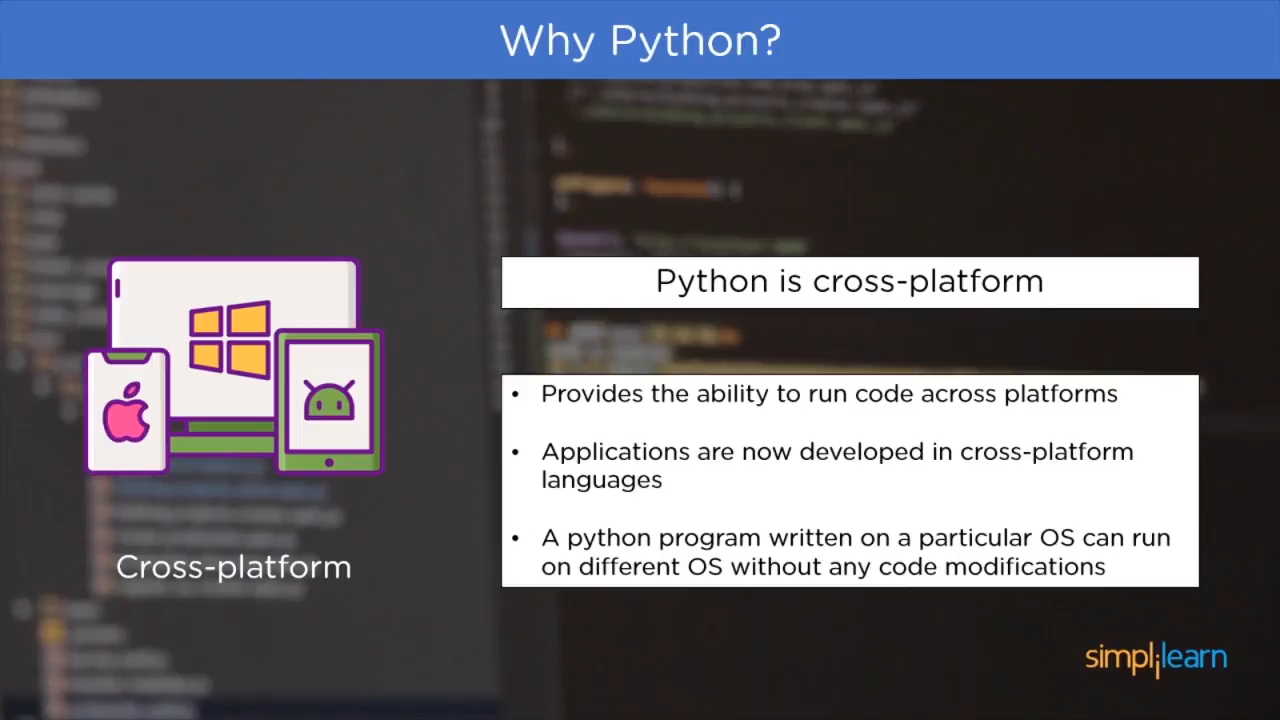 Why Python?
Python is cross-platform
• Provides the ability to run code across platforms
• Applications are now developed in cross-platform
languages
• A python program written on a particular OS can run
on different OS without any code modifications
Cross-platform
simplilearn